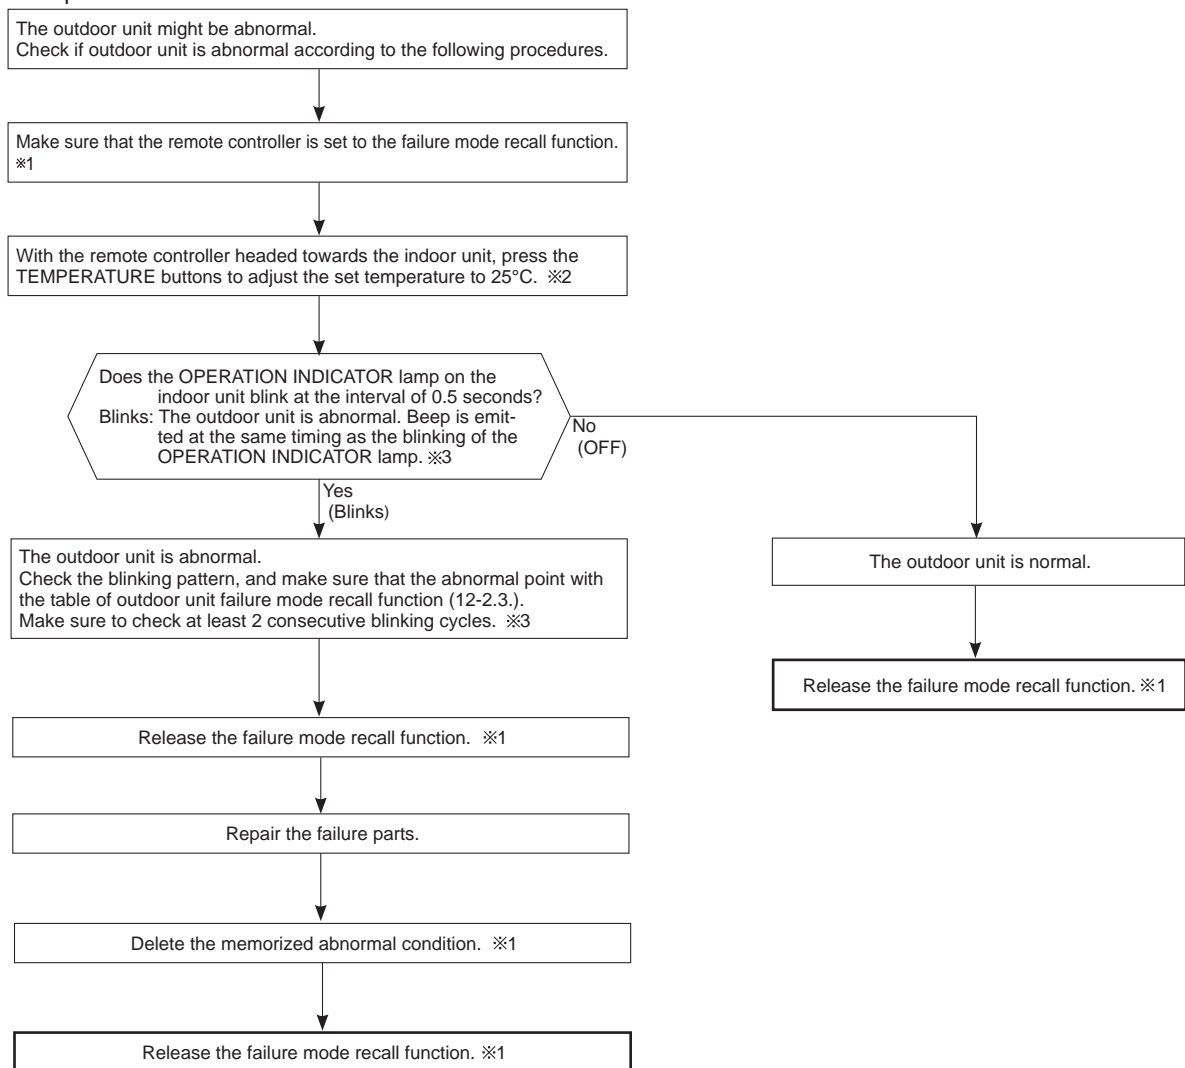 The outdoor unit might be abnormal.
Check if outdoor unit is abnormal according to the following procedures.
Make sure that the remote controller is set to the failure mode recall function.
※1
With the remote controller headed towards the indoor unit, press the
TEMPERATURE buttons to adjust the set temperature to 25°C. ※2
Does the OPERATION INDICATOR lamp on the
indoor unit blink at the interval of 0.5 seconds?
Blinks: The outdoor unit is abnormal. Beep is emit-
ted at the same timing as the blinking of the
OPERATION INDICATOR lamp. ※3
No
(OFF)
Yes
(Blinks)
The outdoor unit is abnormal.
Check the blinking pattern, and make sure that the abnormal point with
the table of outdoor unit failure mode recall function (12-2.3.).
Make sure to check at least 2 consecutive blinking cycles. ※3
The outdoor unit is normal.
Release the failure mode recall function. ※1
Release the failure mode recall function. ※1
Repair the failure parts.
Delete the memorized abnormal condition. ※1
Release the failure mode recall function. ※1